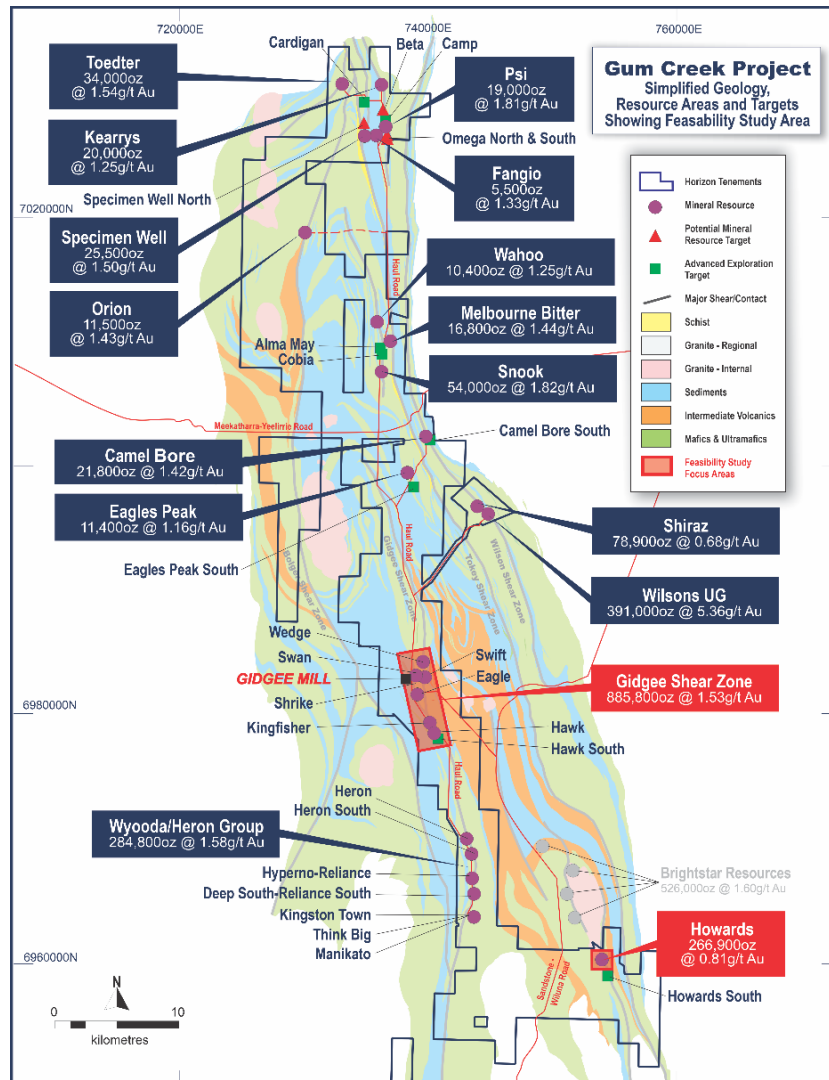 720000E
740000E
760000E
Cardigan
Beta
Camp
Toedter
34,000oz
@ 1.54g/t Au
Psi
19,000oz
@ 1.81g/t Au
Gum Creek Project
Simplified Geology,
Resource Areas and Targets
Showing Feasability Study Area
Kearrys
20,000oz
@ 1.25g/t Au
Omega North & South
Specimen Well North
Fangio
5,500oz
@ 1.33g/t Au
Horizon Tenements
Mineral Resource
Potential Mineral
Resource Target
Advanced Exploration
Target
Major Shear/Contact
Schist
Granite - Regional
Granite - Internal
Sediments
Intermediate Volcanics
Mafics & Ultramafics
Feasibility Study
Focus Areas
7020000N
Specimen Well
25,500oz
@ 1.50g/t Au
Haul Road
Wahoo
10,400oz @ 1.25g/t Au
Orion
11,500oz
@ 1.43g/t Au
Melbourne Bitter
16,800oz @ 1.44g/t Au
Alma May
Cobia
Snook
54,000oz @ 1.82g/t Au
Meekatharra-Yeelirrie Road
Camel Bore South
Camel Bore
21,800oz @ 1.42g/t Au
Eagles Peak
11,400oz @ 1.16g/t Au
Shiraz
78,900oz @ 0.68g/t Au
Haul Road
Eagles Peak South
Gidgee Shear Zone
Wilson Shear Zone
Tokey Shear Zone
Wilsons UG
391,000oz @ 5.36g/t Au
Wedge
Swan
Swift
GIDGEE MILL
Eagle
Gidgee Shear Zone
885,800oz @ 1.53g/t Au
Shrike
6980000N
Kingfisher
Hawk
Hawk South
Haul Road
Heron
Heron South
Wyooda/Heron Group
284,800oz @ 1.58g/t Au
Hyperno-Reliance
Brightstar Resources
526,000oz @ 1.60g/t Au
Deep South-Reliance South
Kingston Town
Think Big
Manikato
Howards
266,900oz
@ 0.81g/t Au
6960000N
Sandstone -
Wiluna Road
Howards South
N
0
10
kilometres